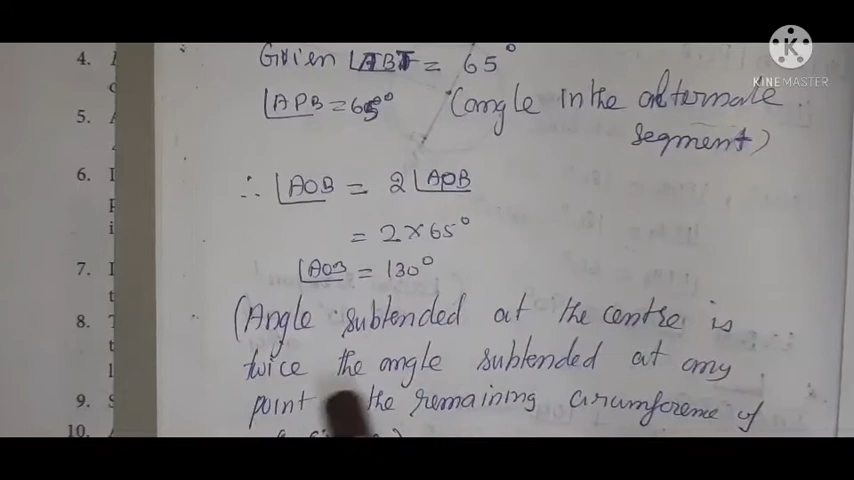 4.
5.
6.
7.
8.
9.
10.
Given ∠ABT = 65°
∠APB = 65° (angle in the alternate
segment)
∴ ∠AOB = 2∠APB
= 2×65°
∠AOB = 130°
(Angle subtended at the centre is
twice the angle subtended at any
point the remaining circumference of
K
KINEMASTER